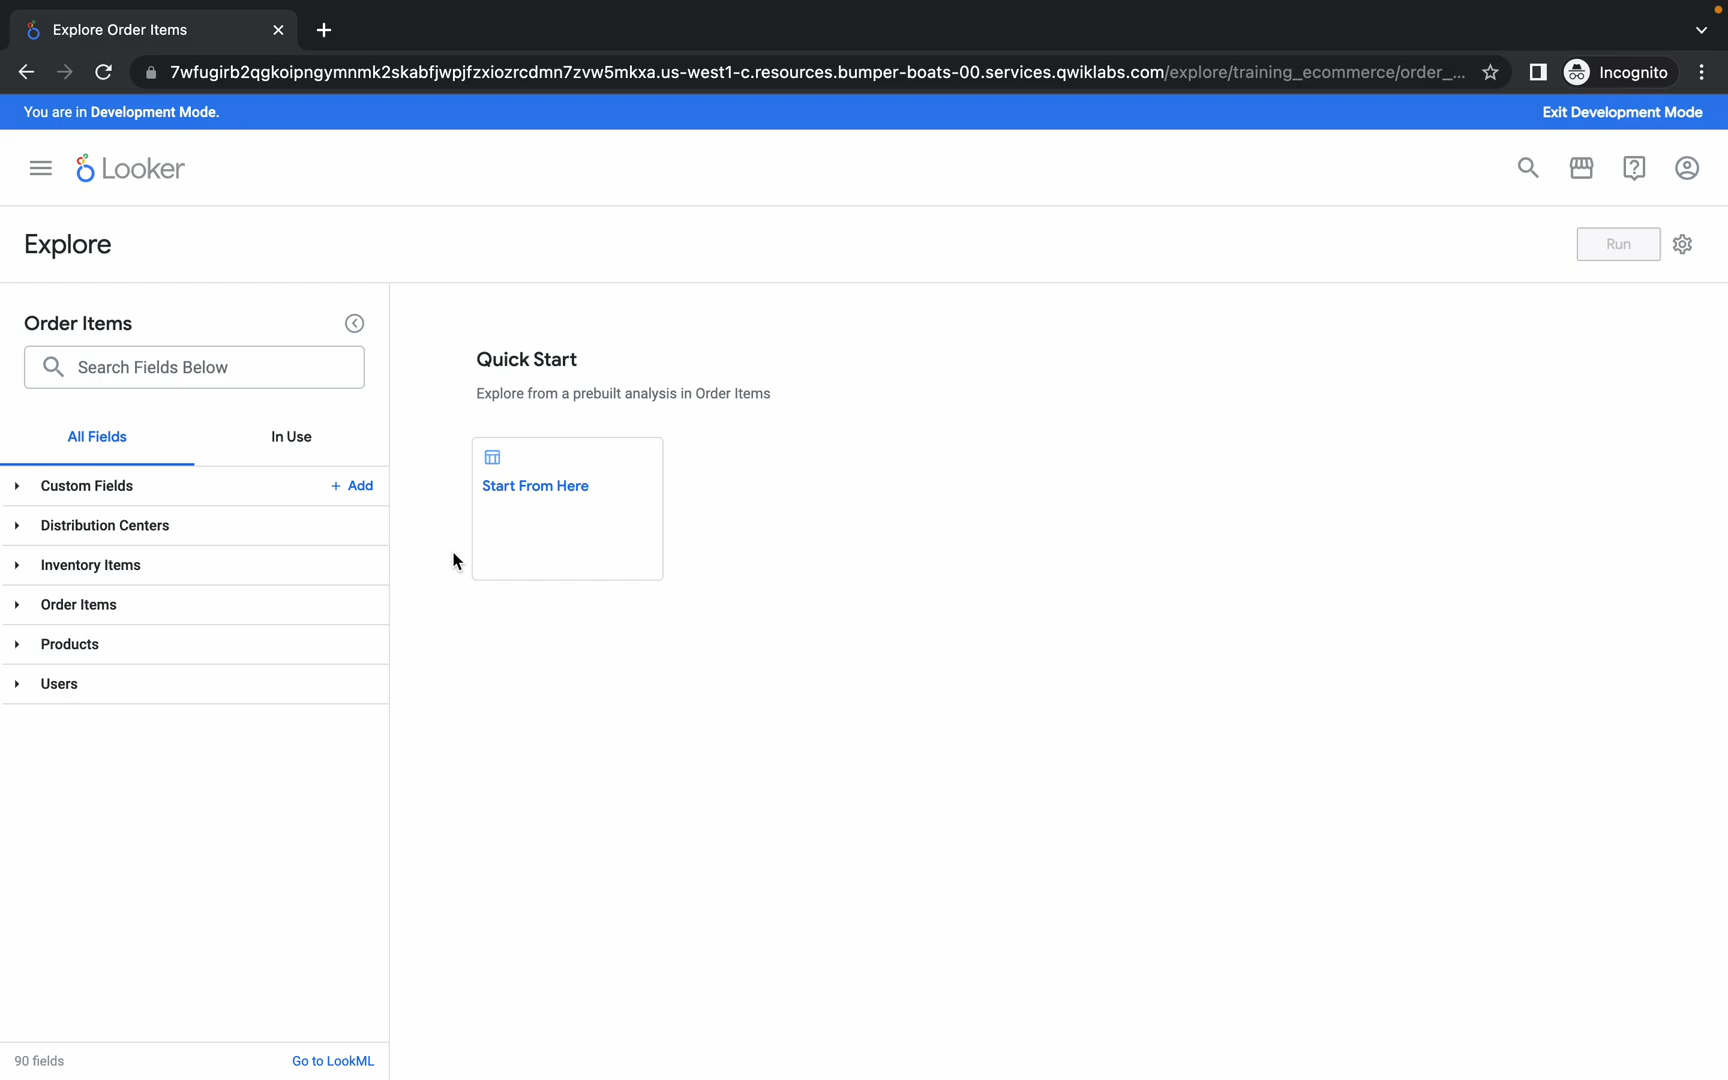 Explore Order Items
7wfugirb2qgkoipngymnmk2skabfjwpjfzxiozrcdmn7zvw5mkxa.us-west1-c.resources.bumper-boats-00.services.qwiklabs.com/explore/training_ecommerce/order_...
Incognito
You are in Development Mode.
Exit Development Mode
Looker
Explore
Run
Order Items
Search Fields Below
All Fields
In Use
Custom Fields
+ Add
Distribution Centers
Inventory Items
Order Items
Products
Users
Quick Start
Explore from a prebuilt analysis in Order Items
Start From Here
90 fields
Go to LookML